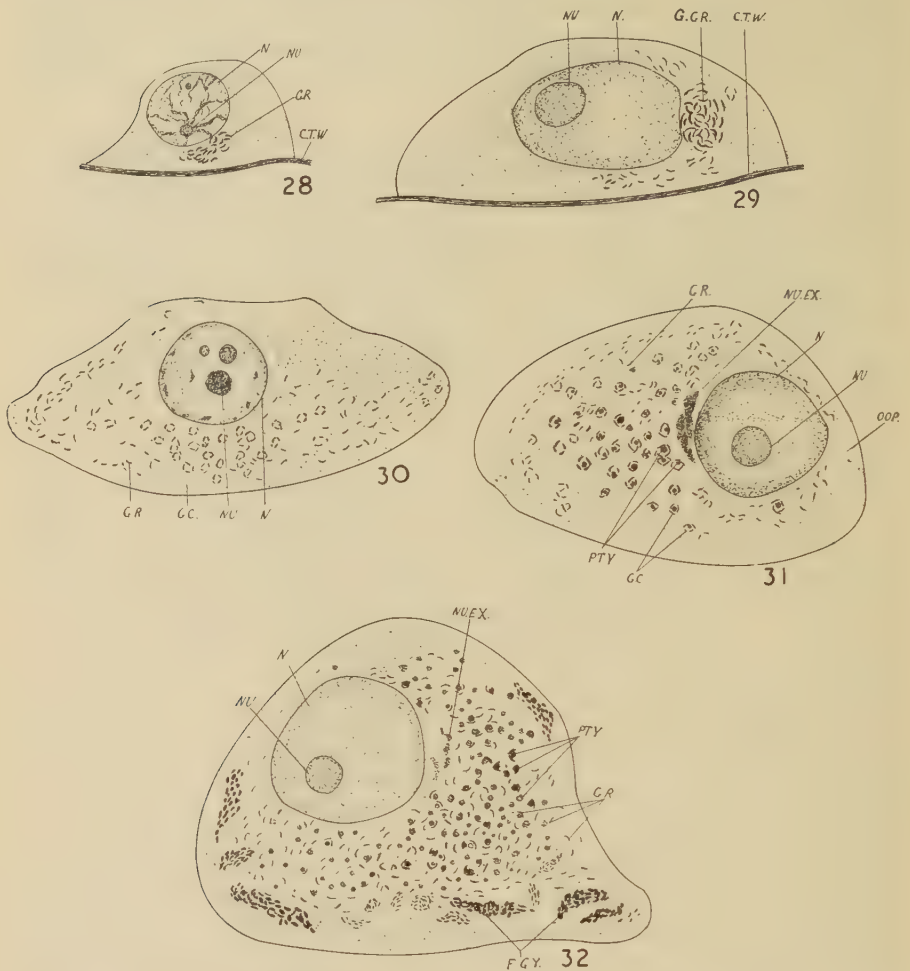 N
NU
GR
C.T.W
28
NU
N.
G.GR.
C.T.W.
29
30
GR
GC.
NU
N
GR.
NU.EX.
N
NU
OOP.
PTY
GC
31
NU.EX.
N
NU
PTY
GR
FGY.
32